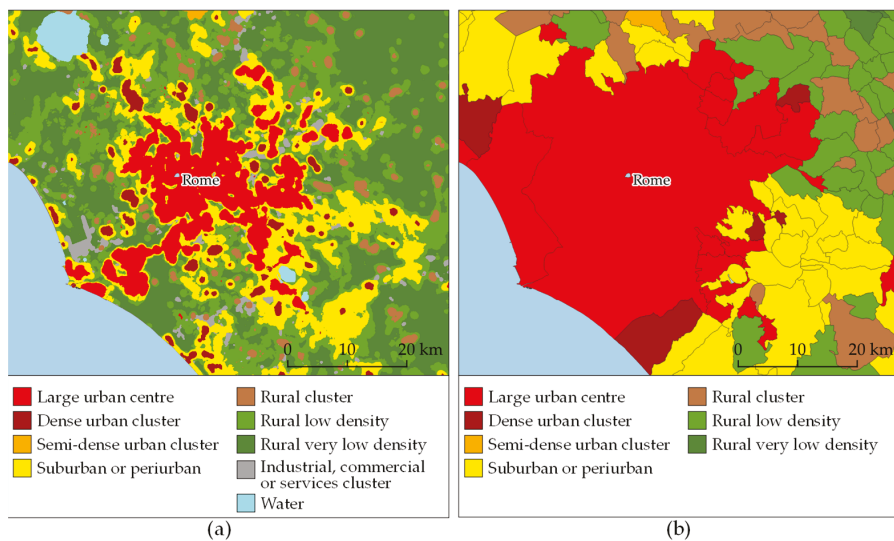 Rome
0 10 20 km
Large urban centre
Dense urban cluster
Semi-dense urban cluster
Suburban or periurban
Rural cluster
Rural low density
Rural very low density
Industrial, commercial
or services cluster
Water
(a)
Rome
0 10 20 km
Large urban centre
Dense urban cluster
Semi-dense urban cluster
Suburban or periurban
Rural cluster
Rural low density
Rural very low density
(b)